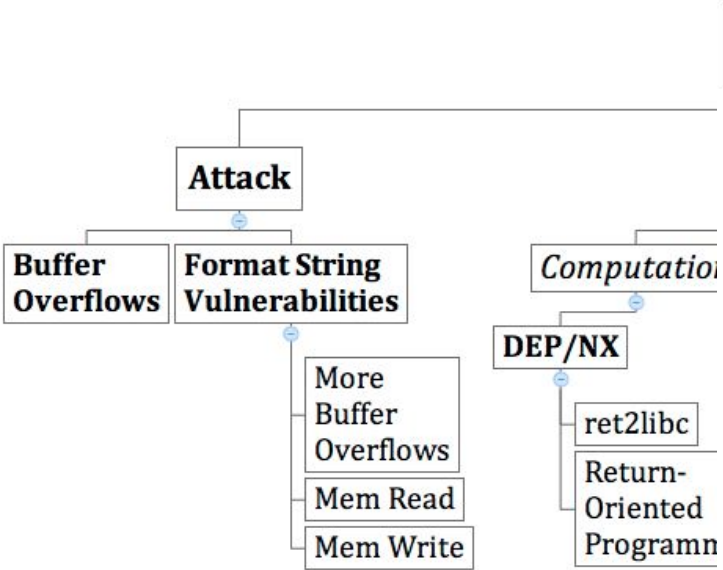 Attack
Buffer
Overflows
Format String
Vulnerabilities
More
Buffer
Overflows
Mem Read
Mem Write
DEP/NX
ret2libc
Return-
Oriented